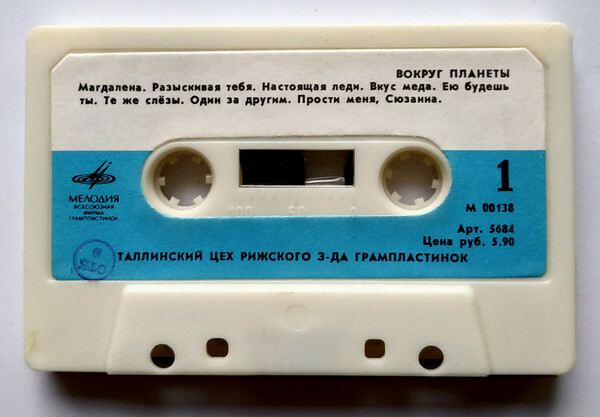 ВОКРУГ ПЛАНЕТЫ
Магдалена. Разыскивая тебя. Настоящая леди. Вкус меда. Ею будешь
ты. Те же слёзы. Один за другим. Прости меня, Сюзанна.
МЕЛОДИЯ
ВСЕСОЮЗНАЯ
ФИРМА
ГРАМПЛАСТИНОК
1
М 00138
Арт. 5684
Цена руб. 5.90
ТАЛЛИНСКИЙ ЦЕХ РИЖСКОГО З-ДА ГРАМПЛАСТИНОК
100 50 0